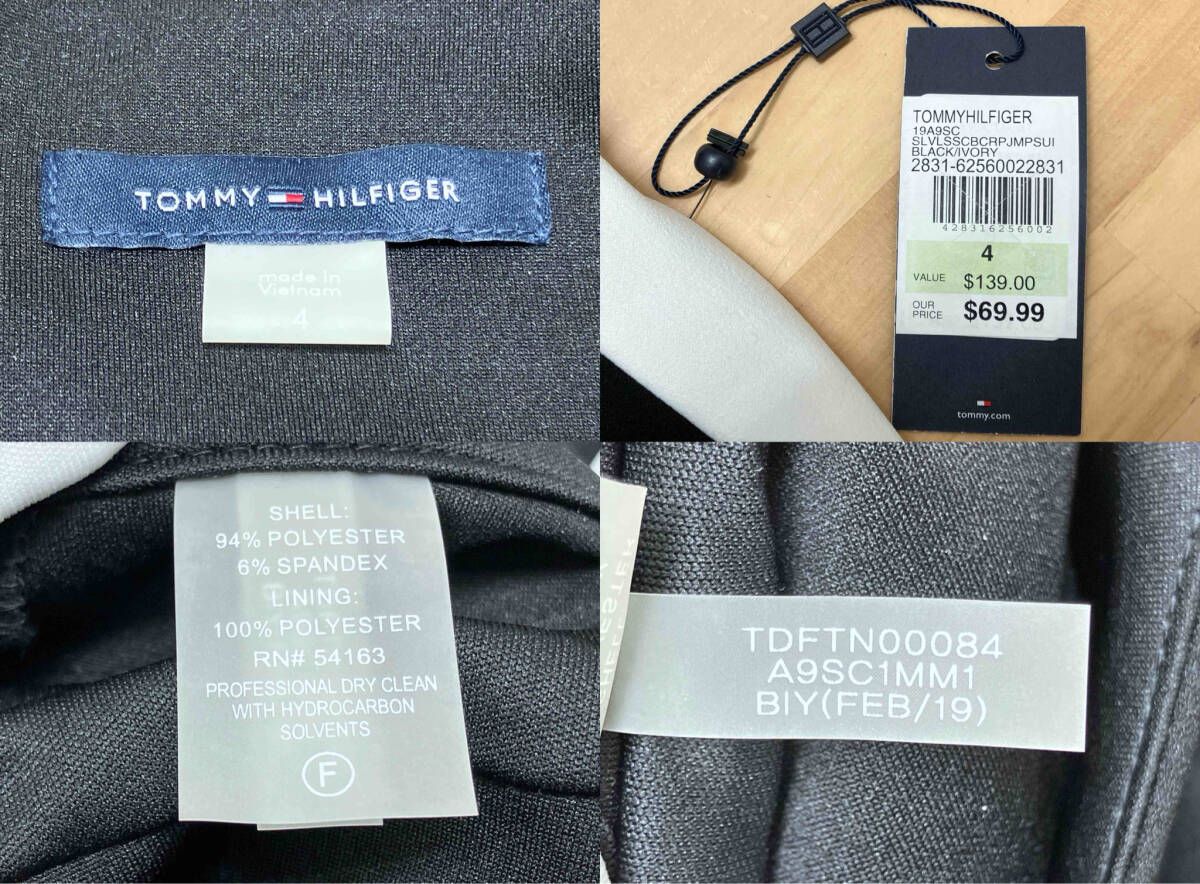 TOMMY HILFIGER
made in
Vietnam
4
TOMMYHILFIGER
19A9SC
SLVLSSCBCRPJMPSUI
BLACK/IVORY
2831-62560022831
428316256002
4
VALUE $139.00
OUR
PRICE $69.99
tommy.com
SHELL:
94% POLYESTER
6% SPANDEX
LINING:
100% POLYESTER
RN# 54163
PROFESSIONAL DRY CLEAN
WITH HYDROCARBON
SOLVENTS
F
TDFTN00084
A9SC1MM1
BIY(FEB/19)